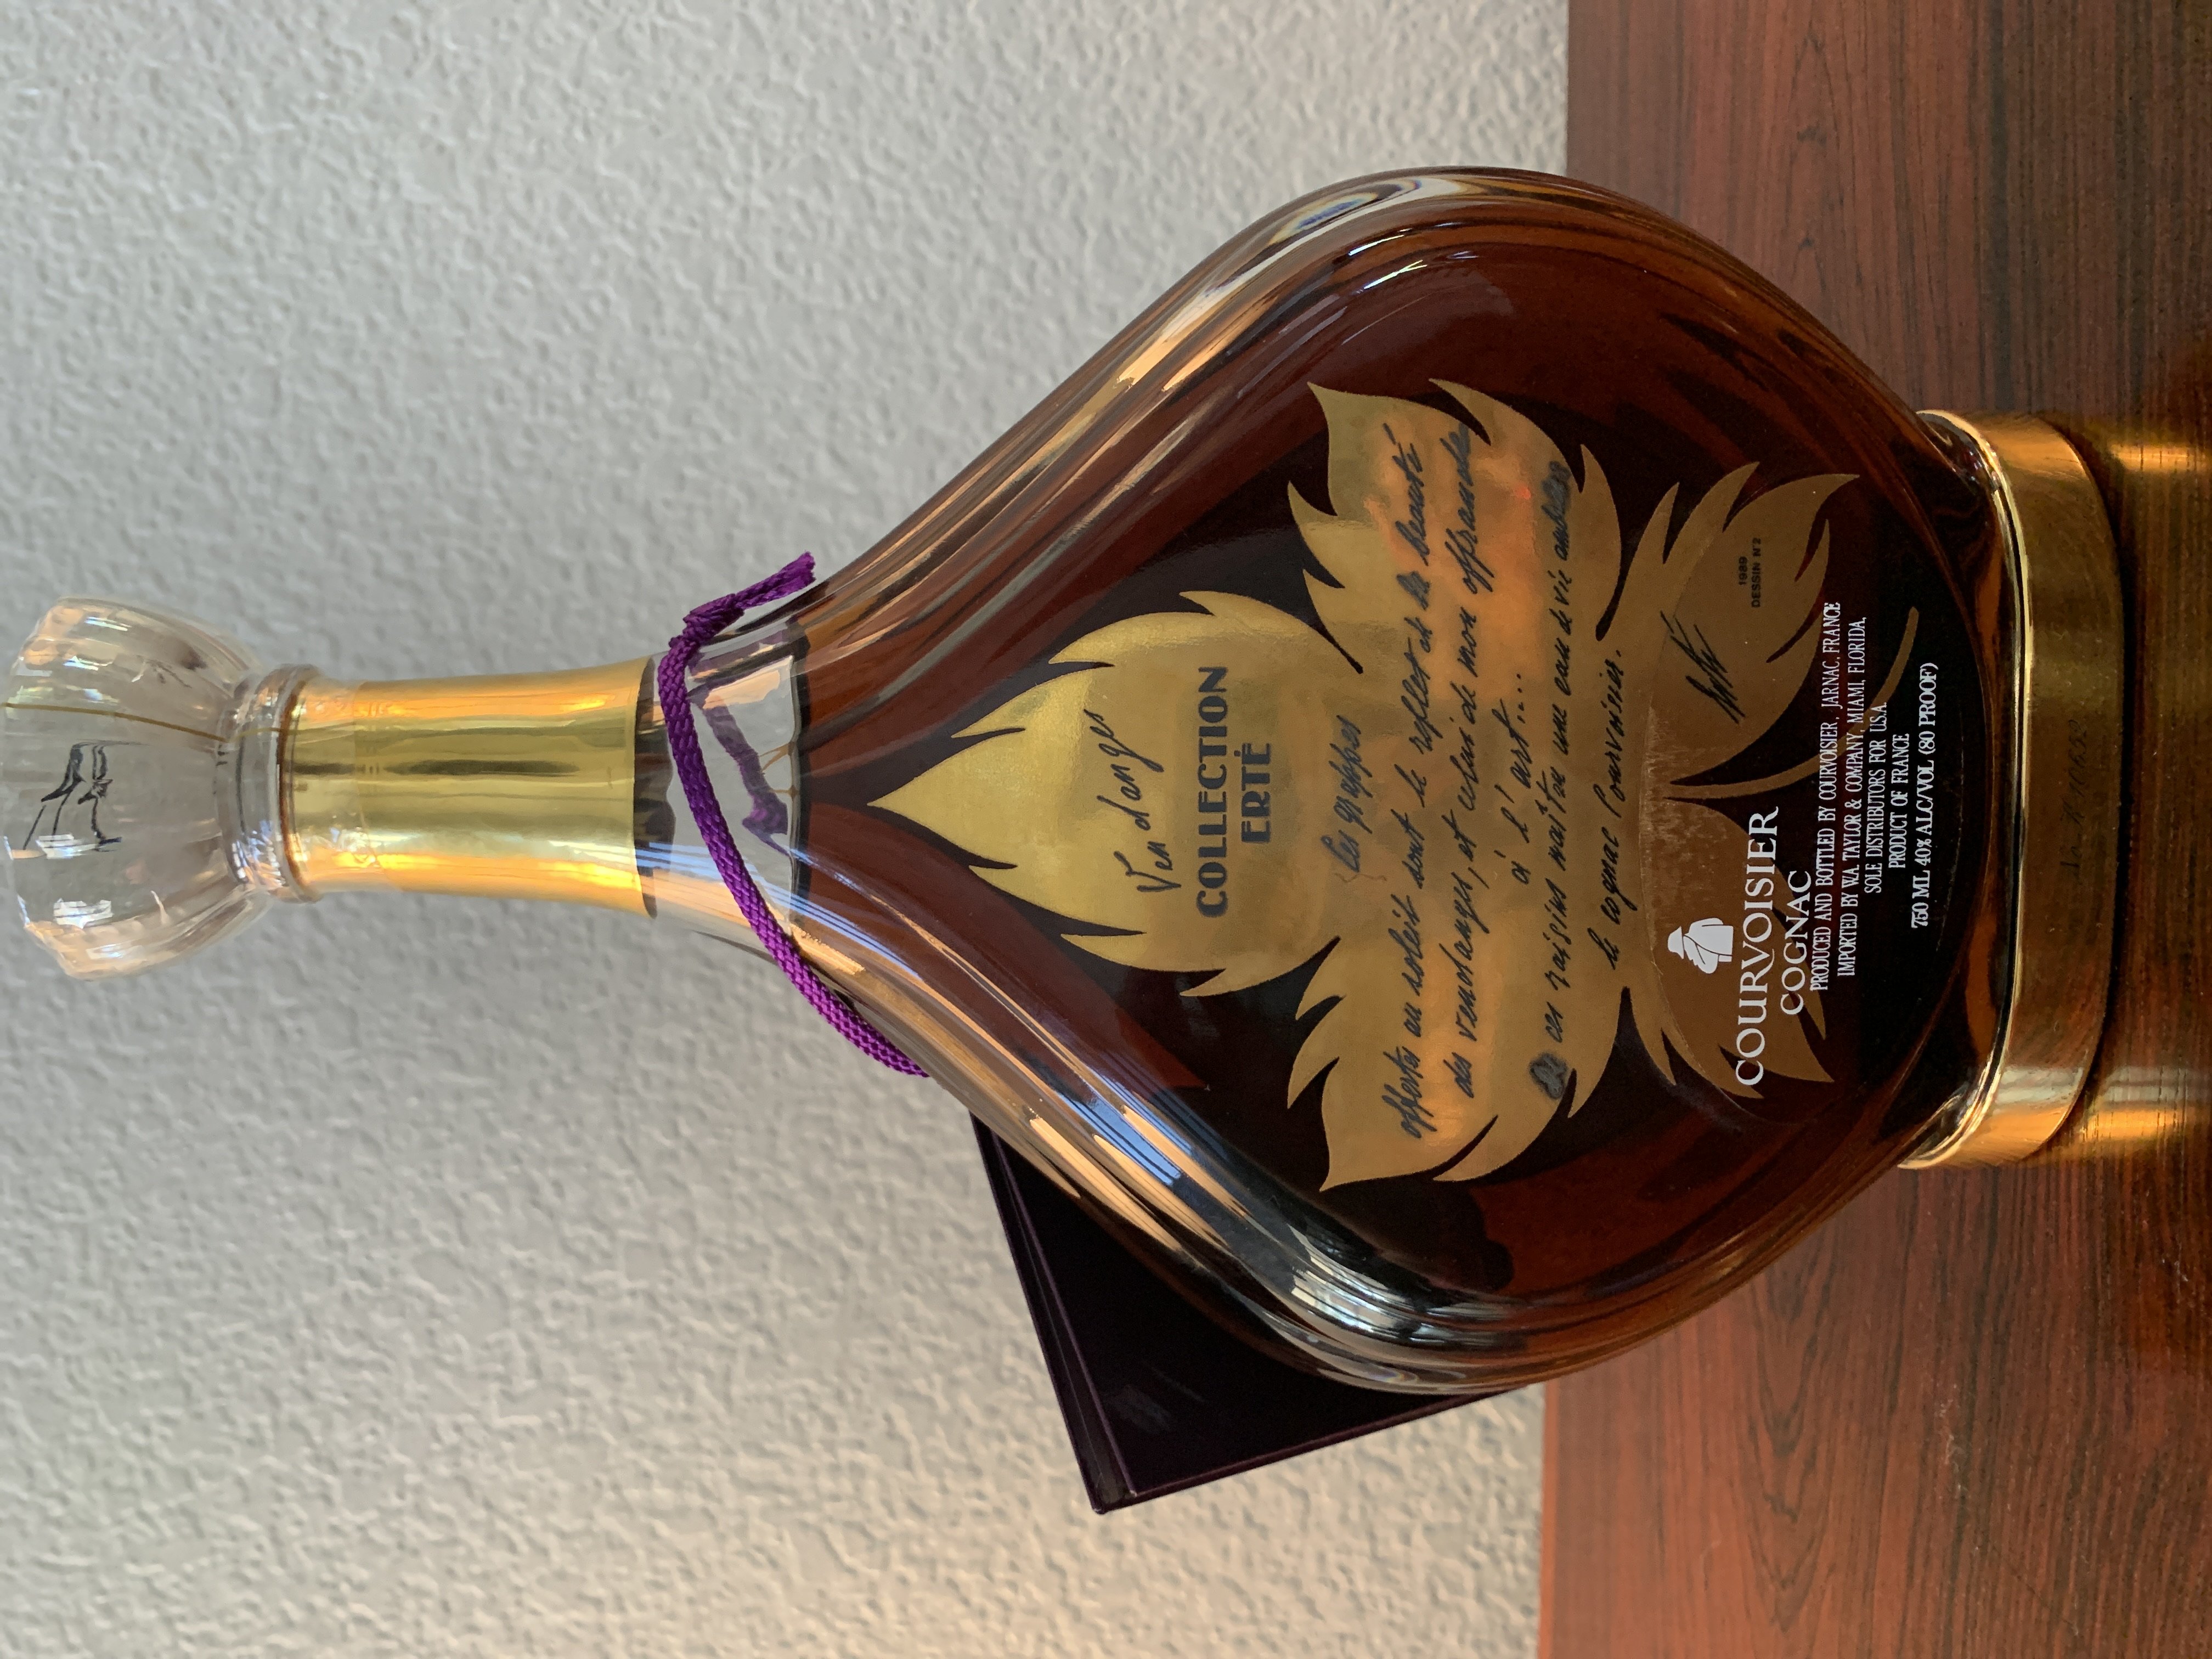 Vendanges
COLLECTION
ERTÉ
Les grappes
offertes au soleil sont le reflet de la beauté
des vendanges, et celui de mon offrande
à l'art...
De ces raisins naîtra une eau de vie ambrée
le cognac Courvoisier.
1989
DESSIN N°2
COURVOISIER
COGNAC
PRODUCED AND BOTTLED BY COURVOISIER, JARNAC, FRANCE
IMPORTED BY W.A. TAYLOR & COMPANY, MIAMI, FLORIDA,
SOLE DISTRIBUTORS FOR U.S.A.
PRODUCT OF FRANCE
750 ML 40% ALC/VOL (80 PROOF)